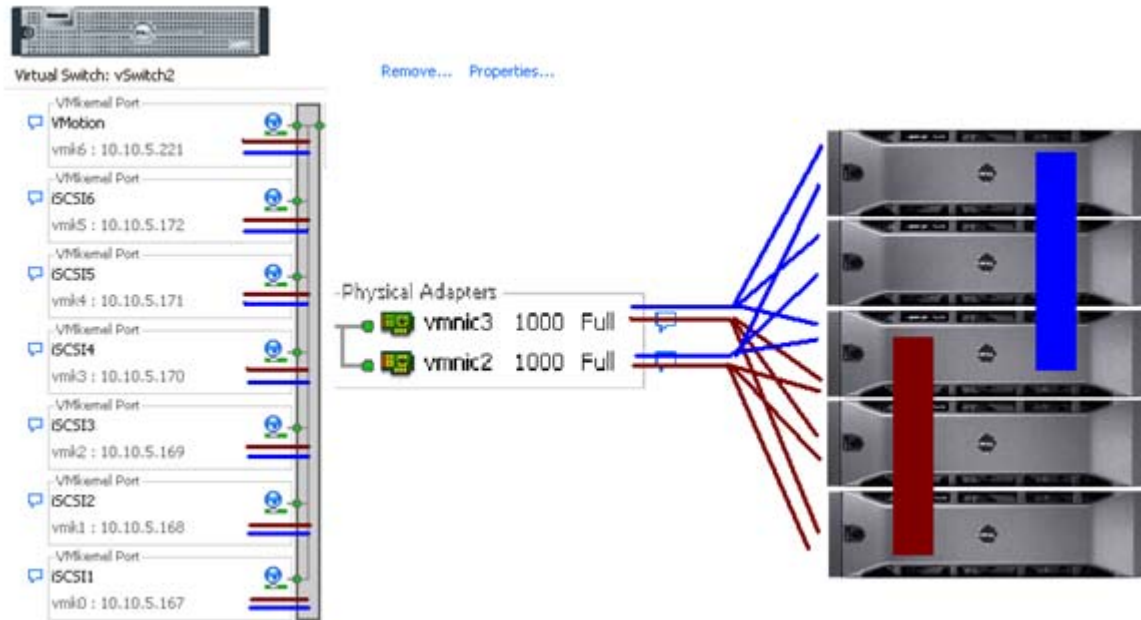 Virtual Switch: vSwitch2
Remove... Properties...
VMkernel Port
VMotion
vmk6 : 10.10.5.221
VMkernel Port
iSCSI6
vmk5 : 10.10.5.172
VMkernel Port
iSCSI5
vmk4 : 10.10.5.171
VMkernel Port
iSCSI4
vmk3 : 10.10.5.170
VMkernel Port
iSCSI3
vmk2 : 10.10.5.169
VMkernel Port
iSCSI2
vmk1 : 10.10.5.168
VMkernel Port
iSCSI1
vmk0 : 10.10.5.167
Physical Adapters
vmnic3 1000 Full
vmnic2 1000 Full